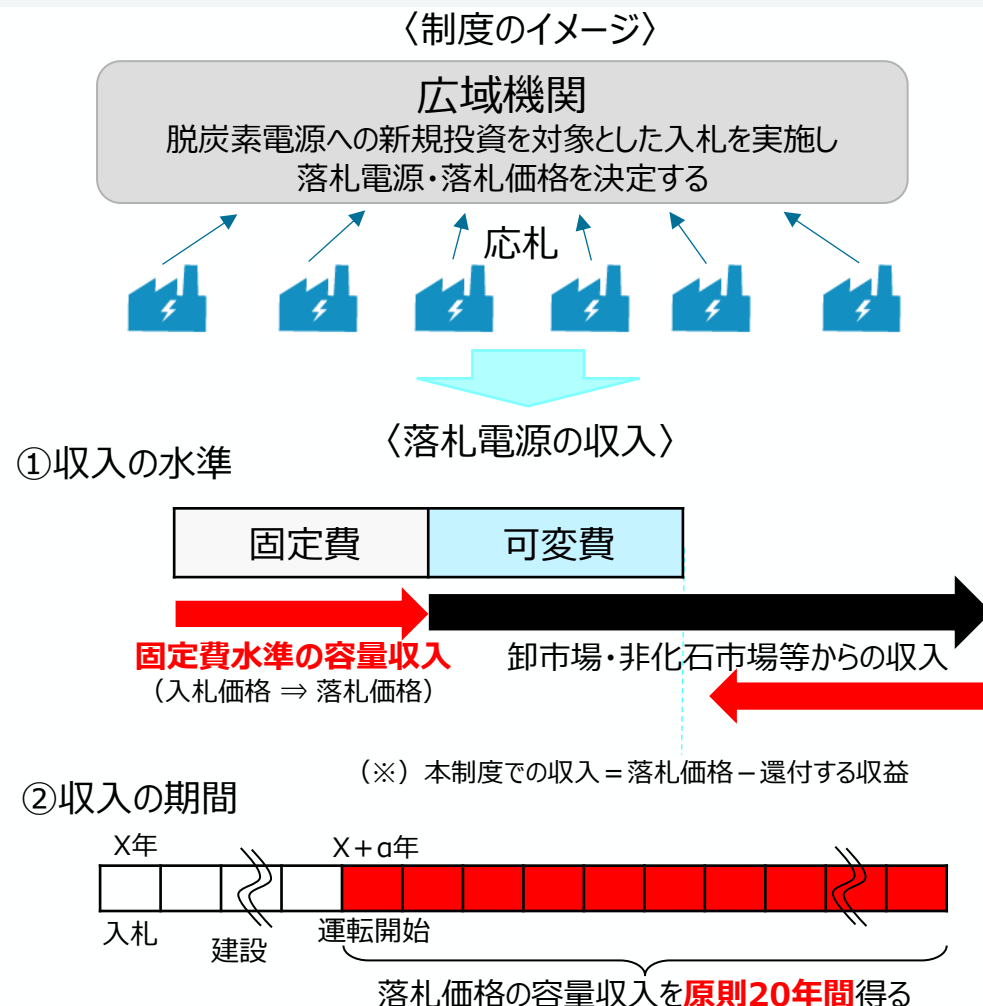 〈制度のイメージ〉
広域機関
脱炭素電源への新規投資を対象とした入札を実施し
落札電源・落札価格を決定する
応札
〈落札電源の収入〉
①収入の水準
固定費 可変費
固定費水準の容量収入 卸市場・非化石市場等からの収入
（入札価格 ⇒ 落札価格）
（※）本制度での収入＝落札価格－還付する収益
②収入の期間
X年 X＋α年
入札 建設 運転開始
落札価格の容量収入を原則20年間得る